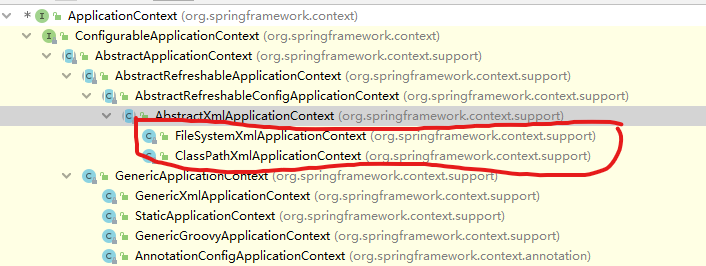 ApplicationContext (org.springframework.context)
ConfigurableApplicationContext (org.springframework.context)
AbstractApplicationContext (org.springframework.context.support)
AbstractRefreshableApplicationContext (org.springframework.context.support)
AbstractRefreshableConfigApplicationContext (org.springframework.context.support)
AbstractXmlApplicationContext (org.springframework.context.support)
FileSystemXmlApplicationContext (org.springframework.context.support)
ClassPathXmlApplicationContext (org.springframework.context.support)
GenericApplicationContext (org.springframework.context.support)
GenericXmlApplicationContext (org.springframework.context.support)
StaticApplicationContext (org.springframework.context.support)
GenericGroovyApplicationContext (org.springframework.context.support)
AnnotationConfigApplicationContext (org.springframework.context.annotation)